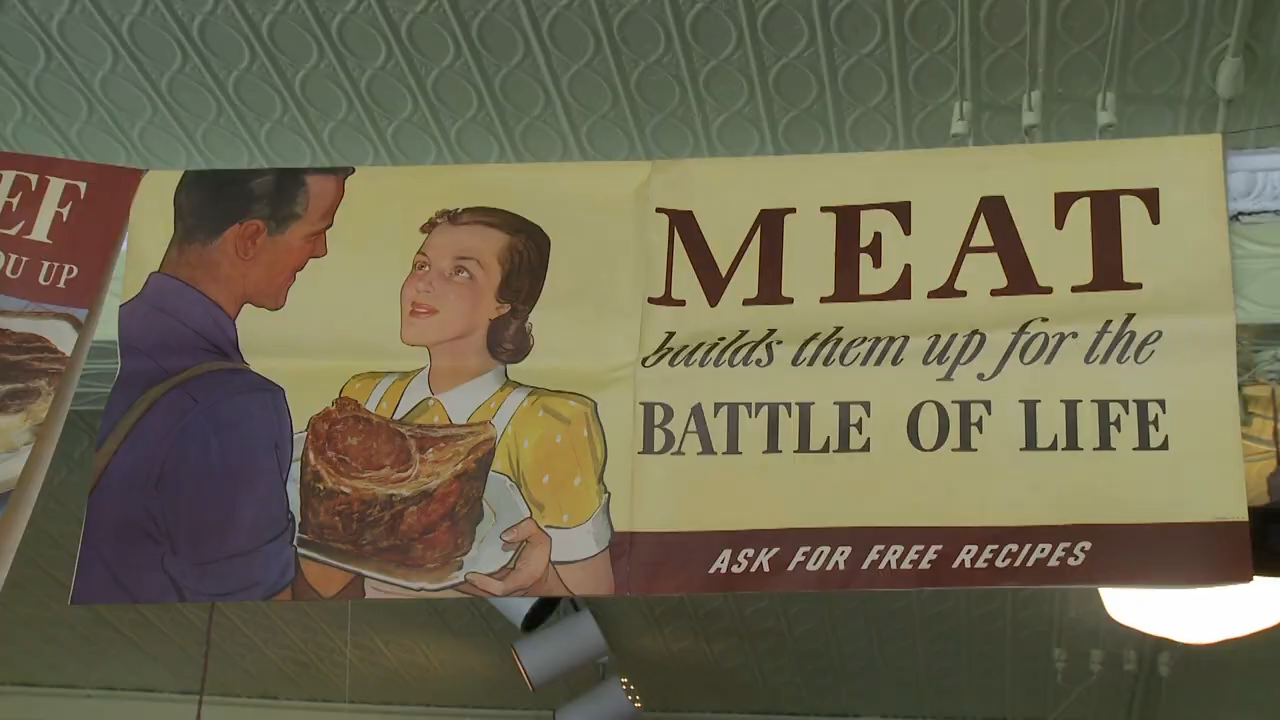 EF
OU UP
MEAT
builds them up for the
BATTLE OF LIFE
ASK FOR FREE RECIPES